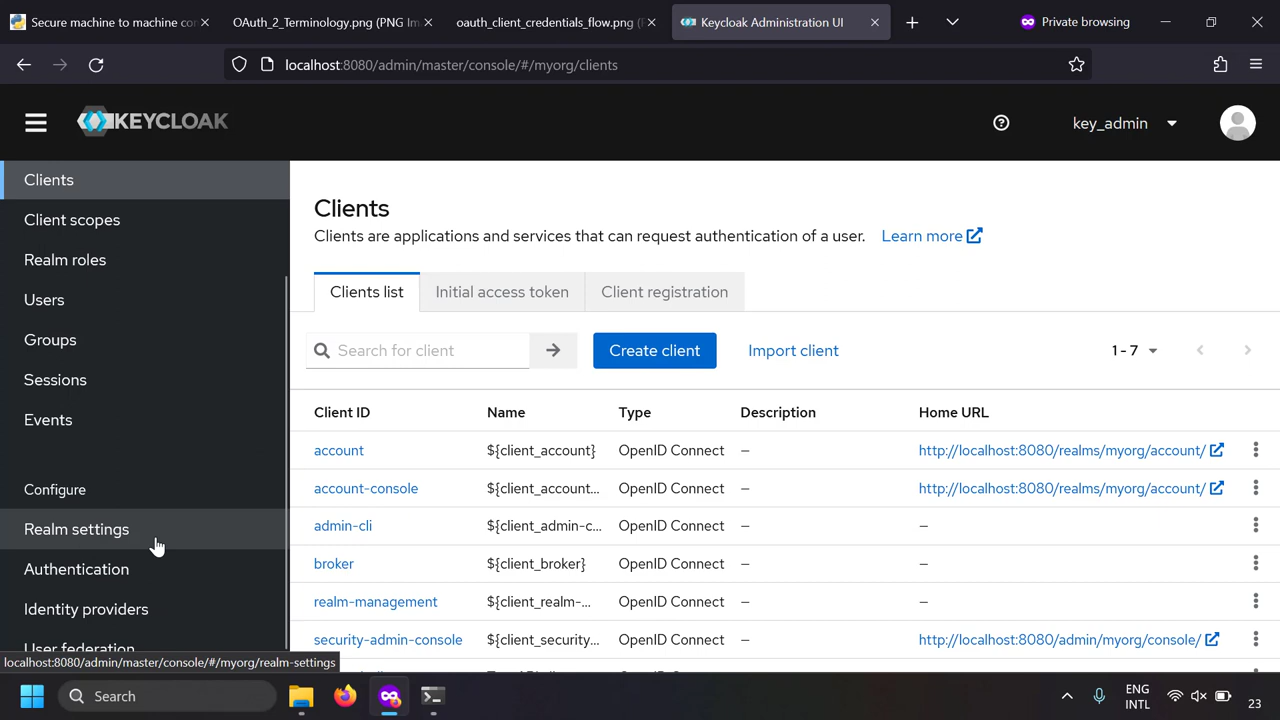 Secure machine to machine co
OAuth_2_Terminology.png (PNG Im
oauth_client_credentials_flow.png (
Keycloak Administration UI
Private browsing
localhost:8080/admin/master/console/#/myorg/clients
KEYCLOAK
key_admin
Clients
Client scopes
Realm roles
Users
Groups
Sessions
Events
Configure
Realm settings
Authentication
Identity providers
User federation
localhost:8080/admin/master/console/#/myorg/realm-settings
Clients
Clients are applications and services that can request authentication of a user. Learn more
Clients list
Initial access token
Client registration
Search for client
Create client
Import client
1 - 7
Client ID Name Type Description Home URL
account ${client_account} OpenID Connect – http://localhost:8080/realms/myorg/account/
account-console ${client_account... OpenID Connect – http://localhost:8080/realms/myorg/account/
admin-cli ${client_admin-c... OpenID Connect – –
broker ${client_broker} OpenID Connect – –
realm-management ${client_realm-... OpenID Connect – –
security-admin-console ${client_security... OpenID Connect – http://localhost:8080/admin/myorg/console/
Search
ENG
INTL
23